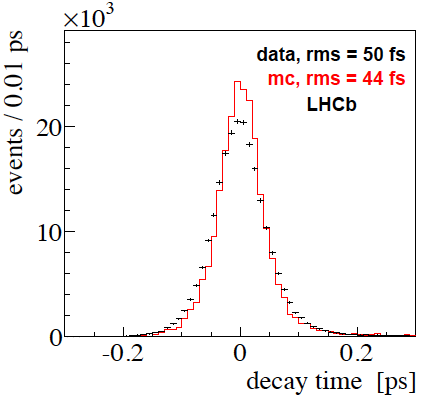 ×10³
data, rms = 50 fs
mc, rms = 44 fs
LHCb
events / 0.01 ps
20
10
0
-0.2
0
0.2
decay time [ps]